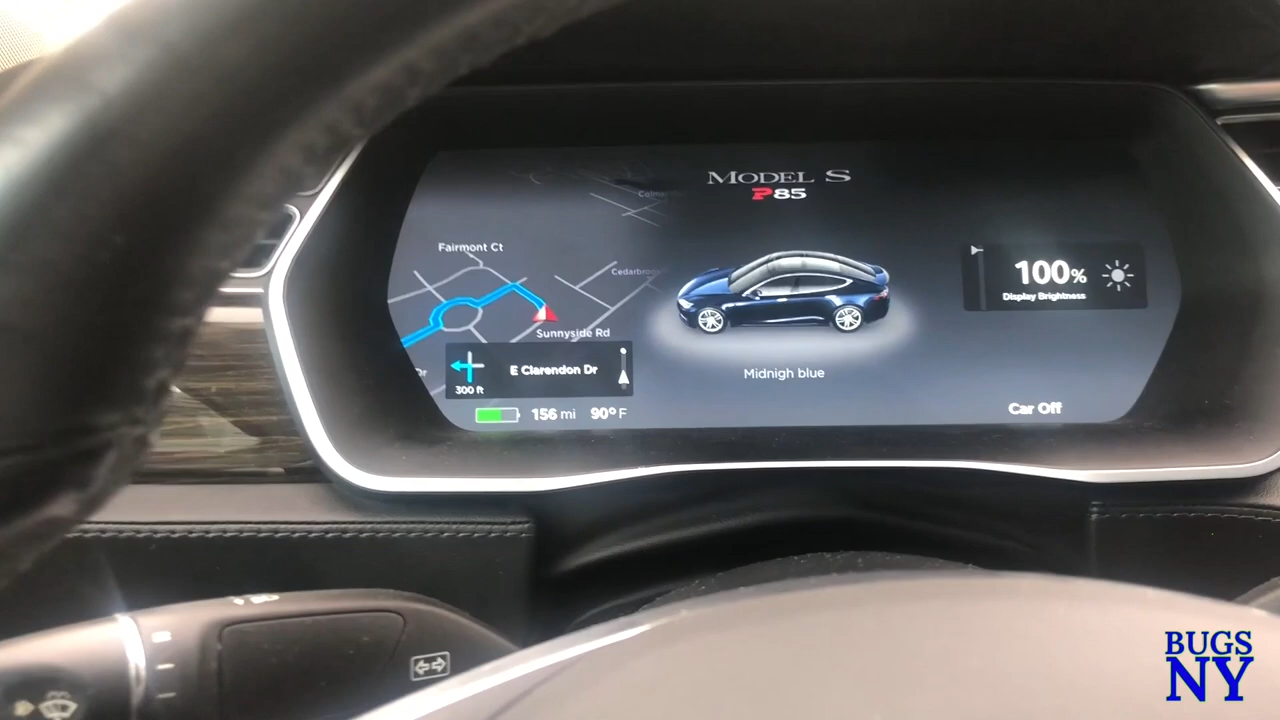 MODEL S
P85
Fairmont Ct
Sunnyside Rd
E Clarendon Dr
300 ft
156 mi 90° F
Midnigh blue
100%
Display Brightness
Car Off
BUGS
NY